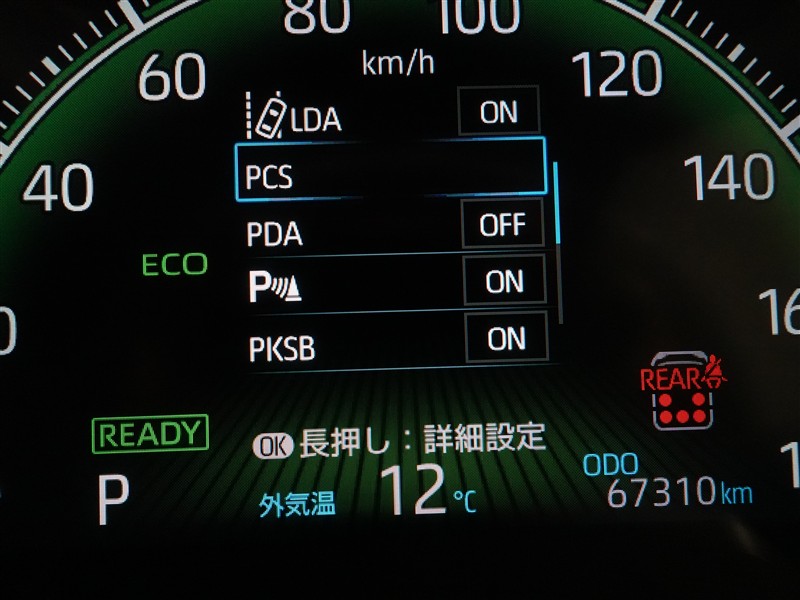 80 100
60 km/h 120
LDA ON
40 PCS 140
PDA OFF
ECO
P ON
PKSB ON
REAR
READY
OK 長押し：詳細設定
P 外気温 12℃
ODO
67310km